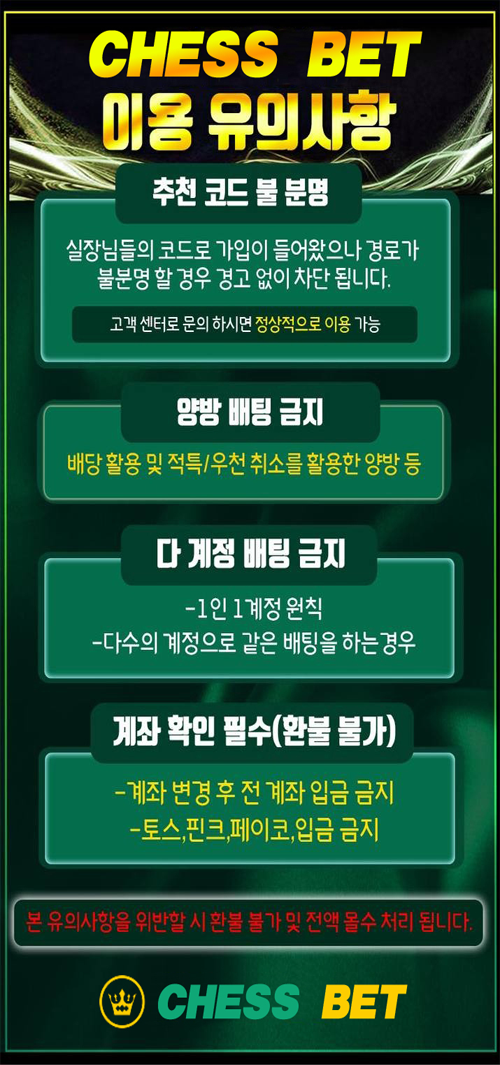 CHESS BET
이용 유의사항
추천 코드 불 분명
실장님들의 코드로 가입이 들어왔으나 경로가
불분명 할 경우 경고 없이 차단 됩니다.
고객 센터로 문의 하시면 정상적으로 이용 가능
양방 배팅 금지
배당 활용 및 적특/우천 취소를 활용한 양방 등
다 계정 배팅 금지
-1인 1계정 원칙
-다수의 계정으로 같은 배팅을 하는경우
계좌 확인 필수(환불 불가)
-계좌 변경 후 전 계좌 입금 금지
-토스,핀크,페이코,입금 금지
본 유의사항을 위반할 시 환불 불가 및 전액 몰수 처리 됩니다.
CHESS BET